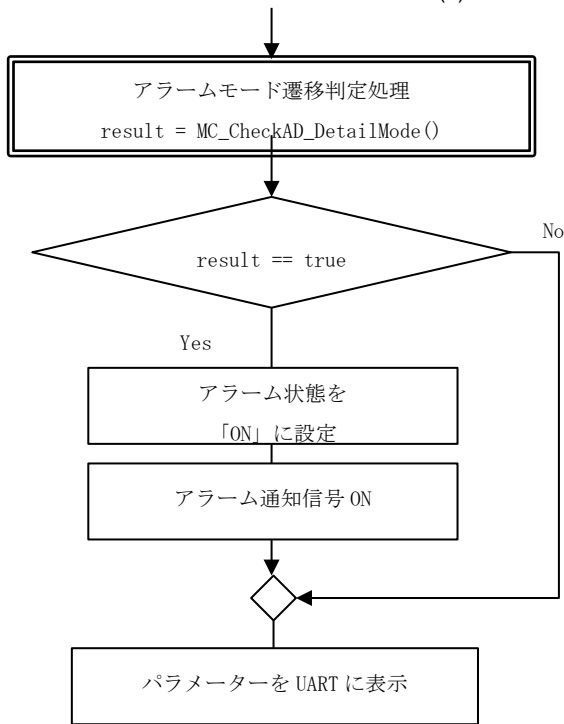 アラームモード遷移判定処理
result = MC_CheckAD_DetailMode()
result == true
No
Yes
アラーム状態を
「ON」に設定
アラーム通知信号 ON
パラメーターを UART に表示